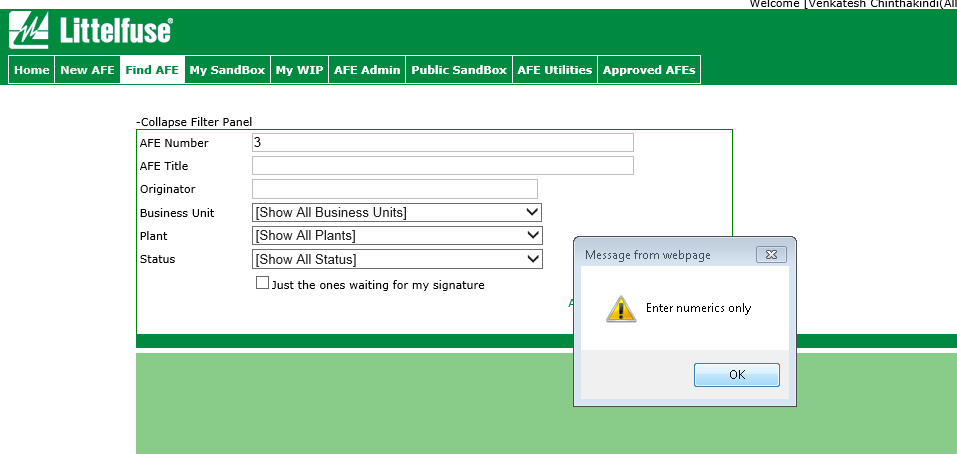 Welcome [Venkatesh Chinthakindi(All
Littelfuse®
Home New AFE Find AFE My SandBox My WIP AFE Admin Public SandBox AFE Utilities Approved AFEs
-Collapse Filter Panel
AFE Number 3
AFE Title
Originator
Business Unit [Show All Business Units]
Plant [Show All Plants]
Status [Show All Status]
Just the ones waiting for my signature
A
Message from webpage
Enter numerics only
OK